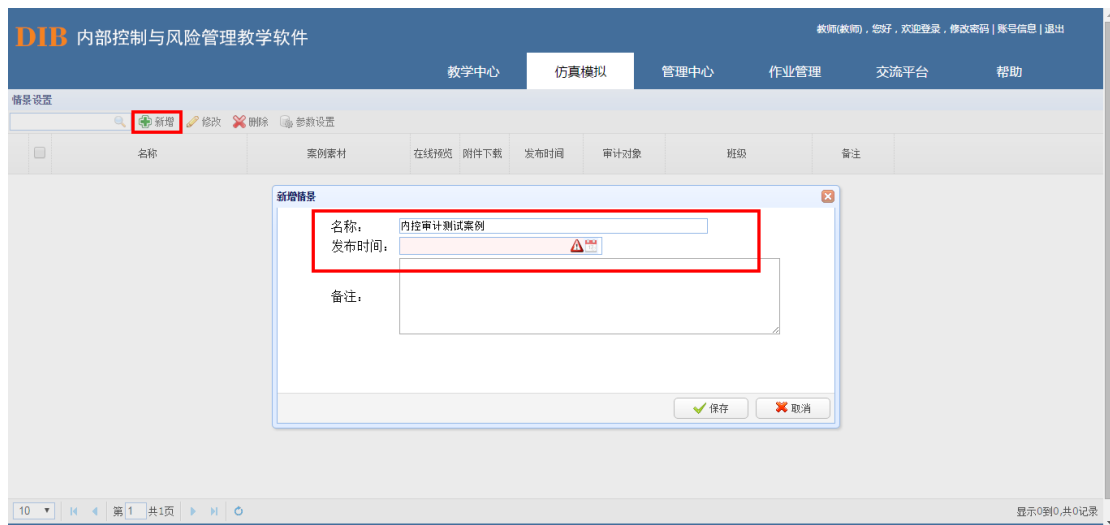 DIB 内部控制与风险管理教学软件
教师(教师)，您好，欢迎登录，修改密码 | 账号信息 | 退出
教学中心 仿真模拟 管理中心 作业管理 交流平台 帮助
情景设置
新增 修改 删除 参数设置
名称 案例素材 在线预览 附件下载 发布时间 审计对象 班级 备注
新增情景
名称： 内控审计测试案例
发布时间：
备注：
保存 取消
10 第 1 共1页 显示0到0,共0记录